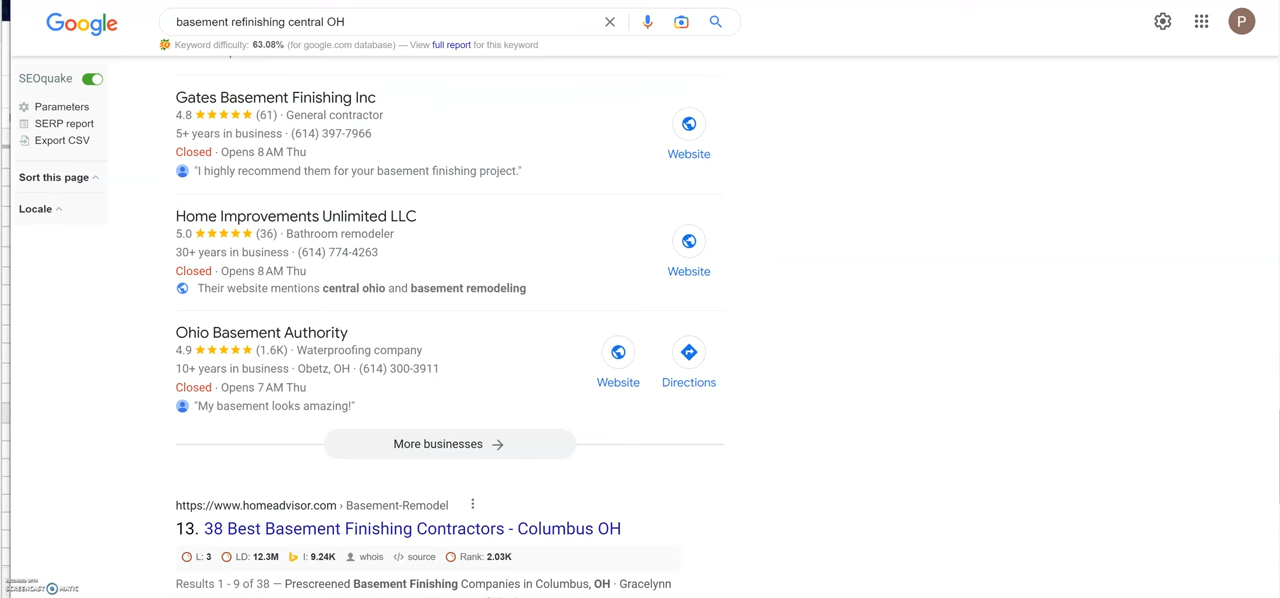 Google
basement refinishing central OH
P
Keyword difficulty: 63.08% (for google.com database) — View full report for this keyword
SEOquake
Parameters
SERP report
Export CSV
Sort this page
Locale
Gates Basement Finishing Inc
4.8 (61) · General contractor
5+ years in business · (614) 397-7966
Closed · Opens 8 AM Thu
"I highly recommend them for your basement finishing project."
Website
Home Improvements Unlimited LLC
5.0 (36) · Bathroom remodeler
30+ years in business · (614) 774-4263
Closed · Opens 8 AM Thu
Their website mentions central ohio and basement remodeling
Website
Ohio Basement Authority
4.9 (1.6K) · Waterproofing company
10+ years in business · Obetz, OH · (614) 300-3911
Closed · Opens 7 AM Thu
"My basement looks amazing!"
Website
Directions
More businesses →
https://www.homeadvisor.com › Basement-Remodel
13. 38 Best Basement Finishing Contractors - Columbus OH
L: 3 LD: 12.3M I: 9.24K whois source Rank: 2.03K
Results 1 - 9 of 38 — Prescreened Basement Finishing Companies in Columbus, OH · Gracelynn
RECORDED WITH
SCREENCAST-O-MATIC